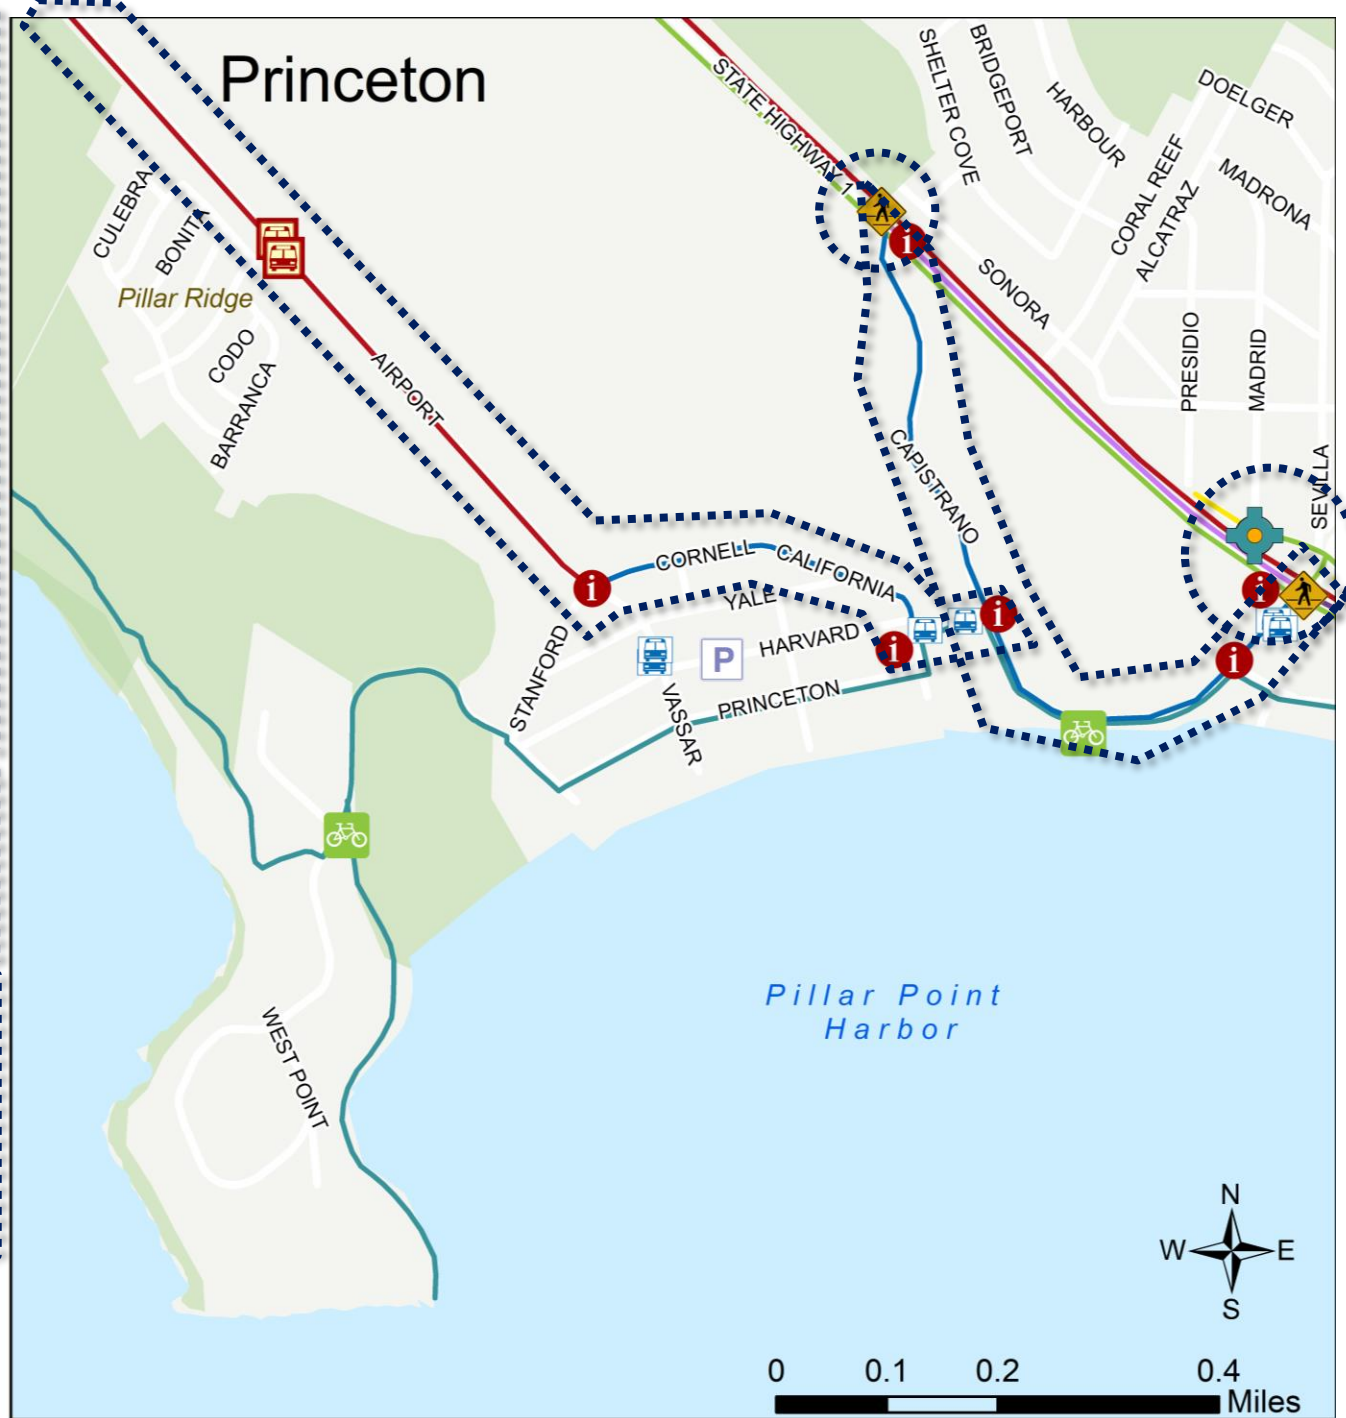 Princeton
STATE HIGHWAY 1
SHELTER COVE
BRIDGEPORT
HARBOUR
DOELGER
CORAL REEF
ALCATRAZ
MADRONA
CULEBRA
BONITA
Pillar Ridge
CODO
BARRANCA
AIRPORT
SONORA
PRESIDIO
MADRID
SEVILLA
CAPISTRANO
CORNELL
CALIFORNIA
YALE
HARVARD
STANFORD
VASSAR
PRINCETON
P
i
i
i
i
i
i
Pillar Point
Harbor
WEST POINT
N
W E
S
0 0.1 0.2 0.4
Miles